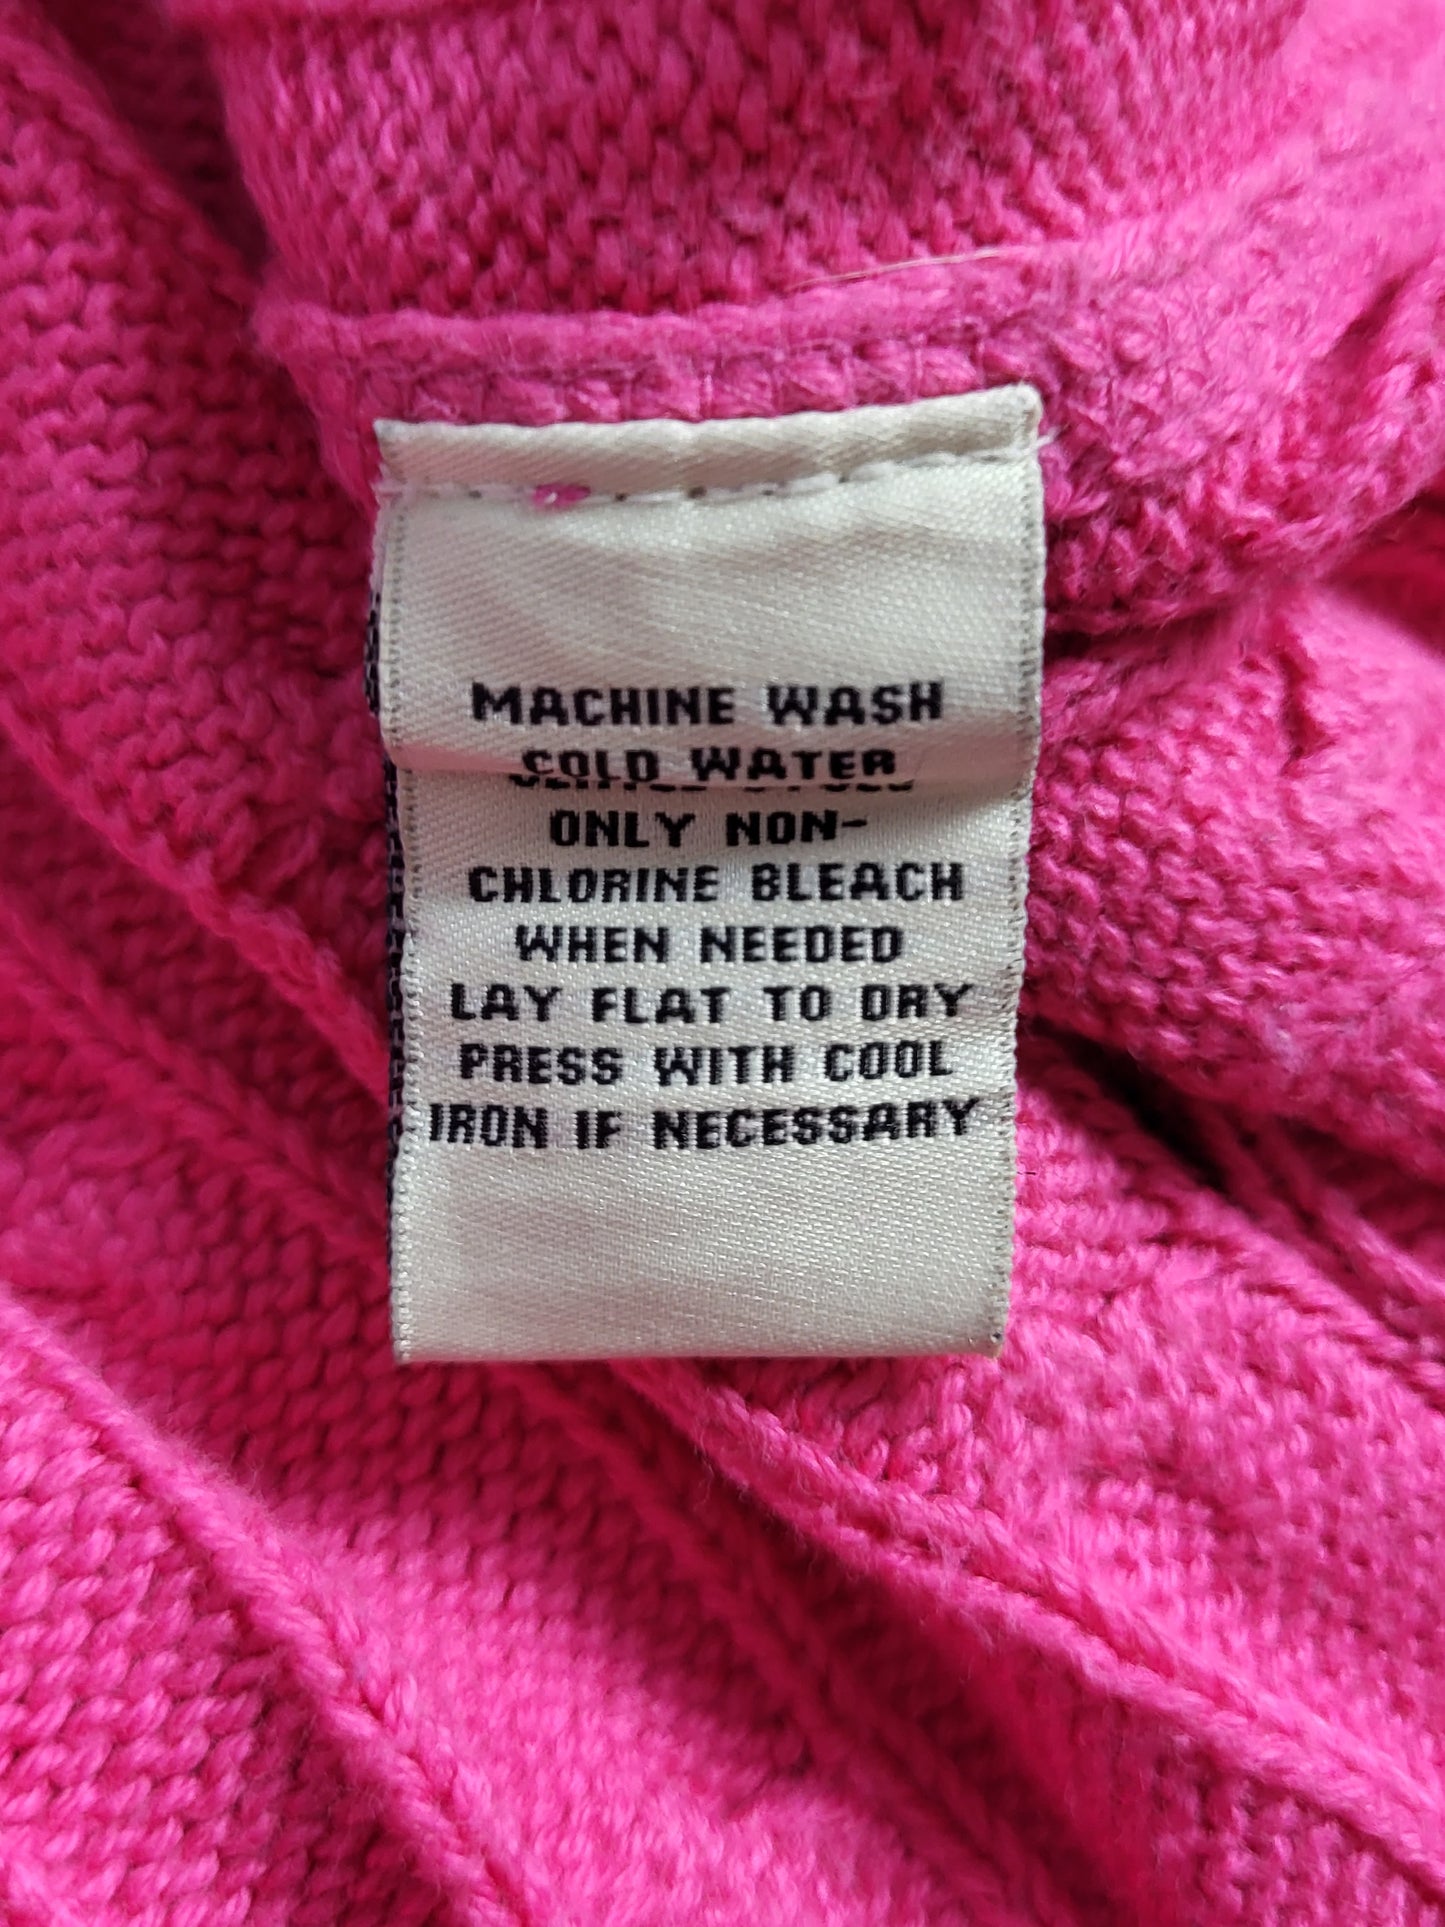 MACHINE WASH
COLD WATER
ONLY NON-
CHLORINE BLEACH
WHEN NEEDED
LAY FLAT TO DRY
PRESS WITH COOL
IRON IF NECESSARY